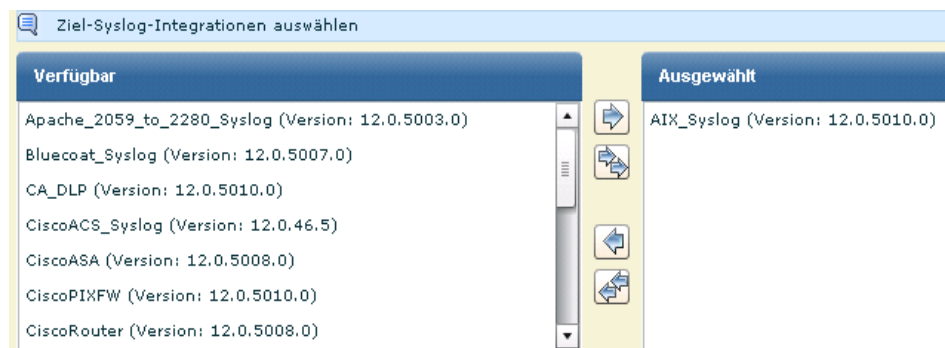 Ziel-Syslog-Integrationen auswählen
Verfügbar
Apache_2059_to_2280_Syslog (Version: 12.0.5003.0)
Bluecoat_Syslog (Version: 12.0.5007.0)
CA_DLP (Version: 12.0.5010.0)
CiscoACS_Syslog (Version: 12.0.46.5)
CiscoASA (Version: 12.0.5008.0)
CiscoPIXFW (Version: 12.0.5010.0)
CiscoRouter (Version: 12.0.5008.0)
Ausgewählt
AIX_Syslog (Version: 12.0.5010.0)